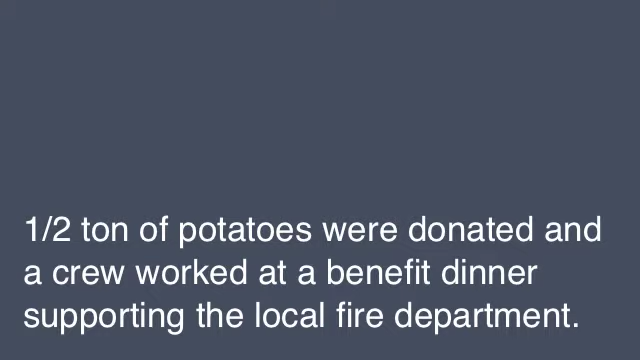 1/2 ton of potatoes were donated and
a crew worked at a benefit dinner
supporting the local fire department.